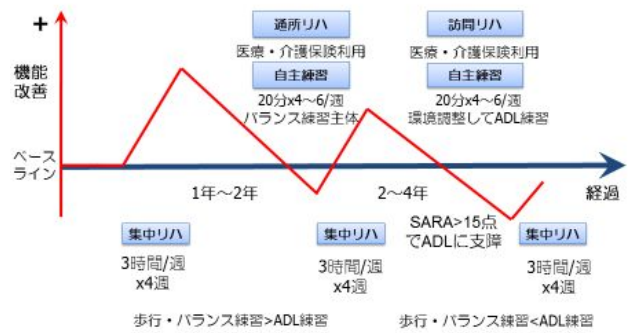 +
機能
改善
ベース
ライン
通所リハ
医療・介護保険利用
自主練習
20分x4～6/週
バランス練習主体
訪問リハ
医療・介護保険利用
自主練習
20分x4～6/週
環境調整してADL練習
1年～2年
2～4年
経過
SARA>15点
でADLに支障
集中リハ
3時間/週
x4週
集中リハ
3時間/週
x4週
集中リハ
3時間/週
x4週
歩行・バランス練習>ADL練習
歩行・バランス練習<ADL練習